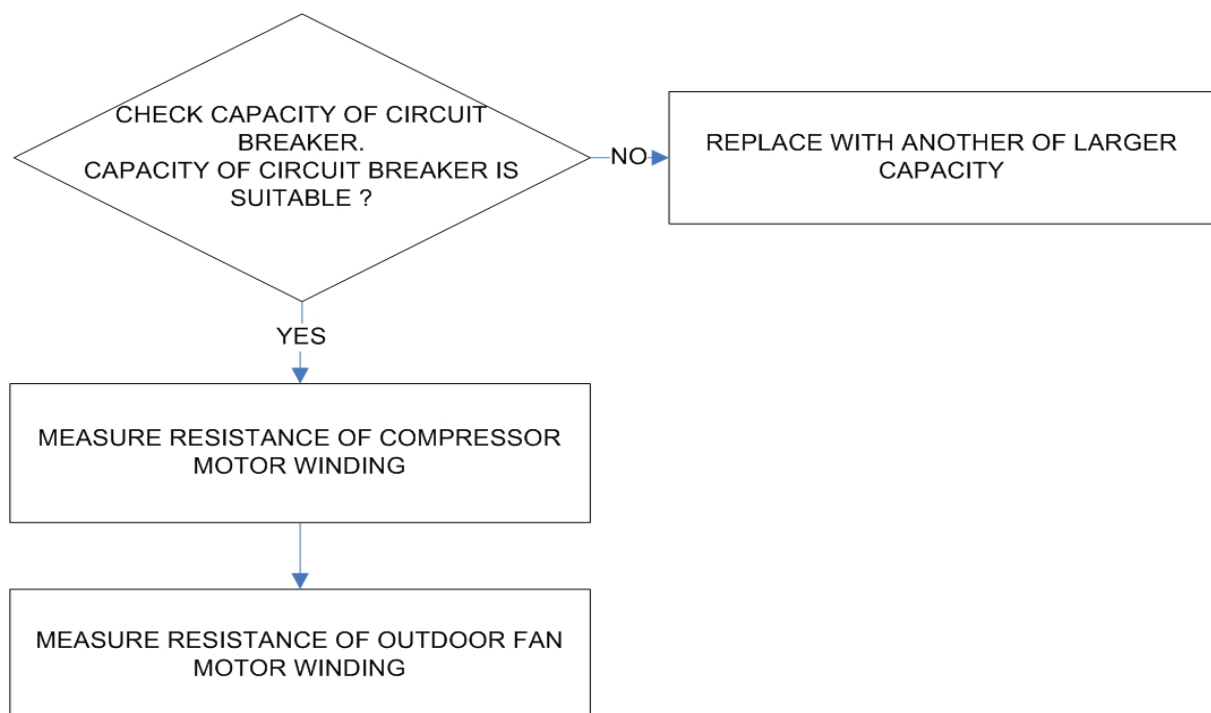 CHECK CAPACITY OF CIRCUIT
BREAKER.
CAPACITY OF CIRCUIT BREAKER IS
SUITABLE ?
NO
REPLACE WITH ANOTHER OF LARGER
CAPACITY
YES
MEASURE RESISTANCE OF COMPRESSOR
MOTOR WINDING
MEASURE RESISTANCE OF OUTDOOR FAN
MOTOR WINDING